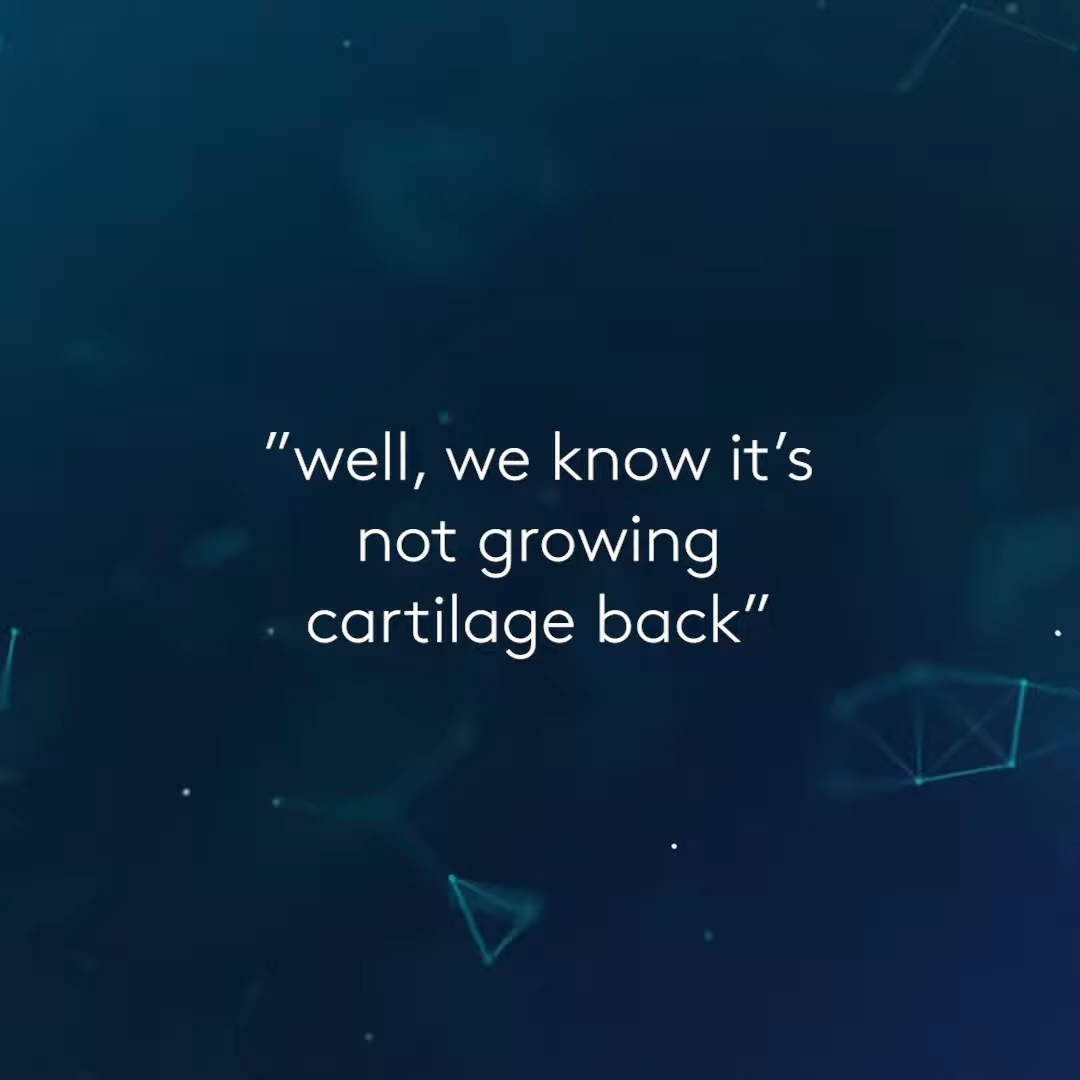 ”well, we know it’s
not growing
cartilage back”